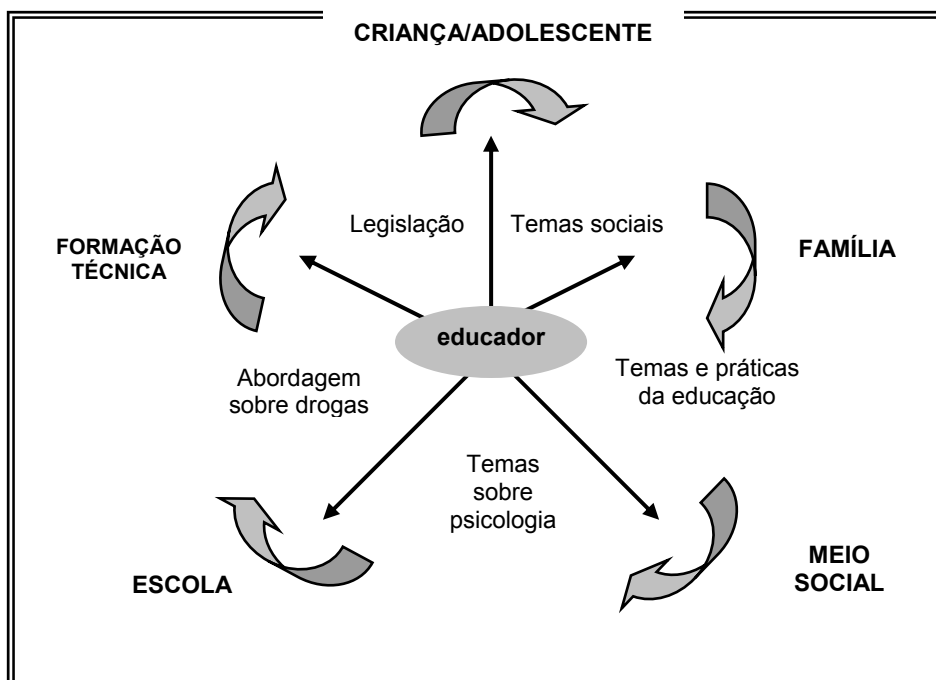 CRIANÇA/ADOLESCENTE
Legislação
Temas sociais
FORMAÇÃO
TÉCNICA
FAMÍLIA
educador
Abordagem
sobre drogas
Temas e práticas
da educação
Temas
sobre
psicologia
ESCOLA
MEIO
SOCIAL